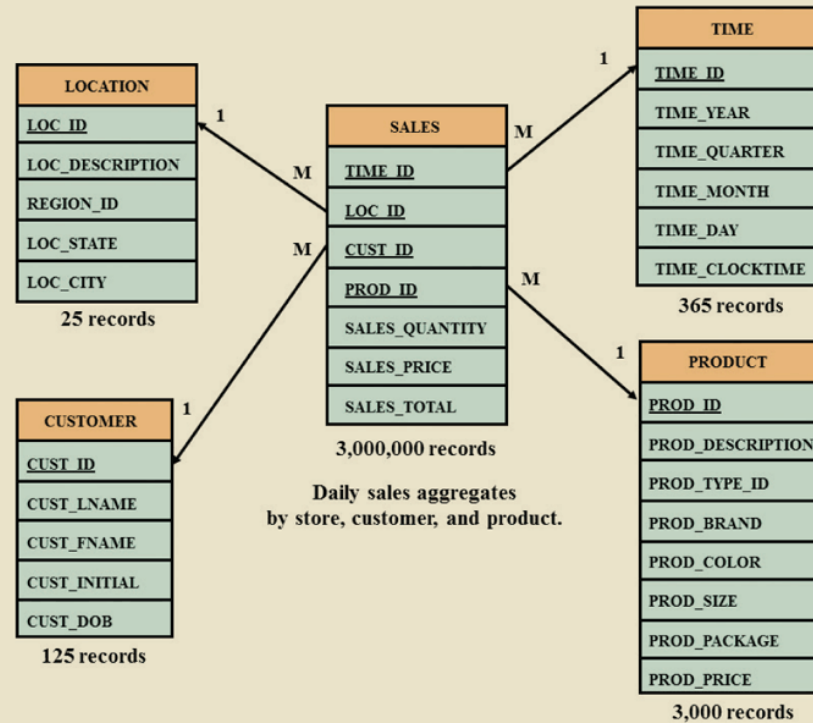 LOCATION
LOC_ID
LOC_DESCRIPTION
REGION_ID
LOC_STATE
LOC_CITY
25 records
1
M
CUSTOMER
CUST_ID
CUST_LNAME
CUST_FNAME
CUST_INITIAL
CUST_DOB
125 records
1
M
SALES
TIME_ID
LOC_ID
CUST_ID
PROD_ID
SALES_QUANTITY
SALES_PRICE
SALES_TOTAL
3,000,000 records
Daily sales aggregates
by store, customer, and product.
M
1
TIME
TIME_ID
TIME_YEAR
TIME_QUARTER
TIME_MONTH
TIME_DAY
TIME_CLOCKTIME
365 records
M
1
PRODUCT
PROD_ID
PROD_DESCRIPTION
PROD_TYPE_ID
PROD_BRAND
PROD_COLOR
PROD_SIZE
PROD_PACKAGE
PROD_PRICE
3,000 records